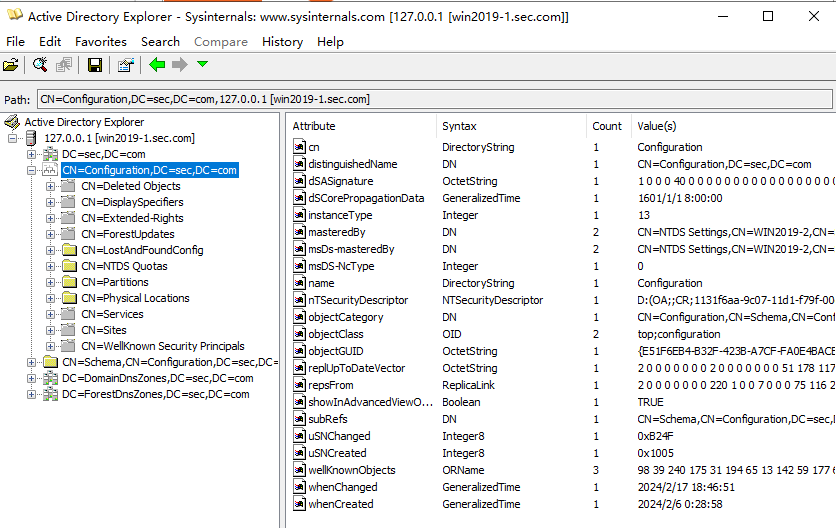 Active Directory Explorer - Sysinternals: www.sysinternals.com [127.0.0.1 [win2019-1.sec.com]]
File Edit Favorites Search Compare History Help
Path: CN=Configuration,DC=sec,DC=com,127.0.0.1 [win2019-1.sec.com]
Active Directory Explorer
127.0.0.1 [win2019-1.sec.com]
DC=sec,DC=com
CN=Configuration,DC=sec,DC=com
CN=Deleted Objects
CN=DisplaySpecifiers
CN=Extended-Rights
CN=ForestUpdates
CN=LostAndFoundConfig
CN=NTDS Quotas
CN=Partitions
CN=Physical Locations
CN=Services
CN=Sites
CN=WellKnown Security Principals
CN=Schema,CN=Configuration,DC=sec,DC=
DC=DomainDnsZones,DC=sec,DC=com
DC=ForestDnsZones,DC=sec,DC=com
Attribute Syntax Count Value(s)
cn DirectoryString 1 Configuration
distinguishedName DN 1 CN=Configuration,DC=sec,DC=com
dSASignature OctetString 1 1 0 0 0 40 0 0 0 0 0 0 0 0 0 0 0 0 0 0 0 0
dSCorePropagationData GeneralizedTime 1 1601/1/1 8:00:00
instanceType Integer 1 13
masteredBy DN 2 CN=NTDS Settings,CN=WIN2019-2,CN=
msDs-masteredBy DN 2 CN=NTDS Settings,CN=WIN2019-2,CN=
msDS-NcType Integer 1 0
name DirectoryString 1 Configuration
nTSecurityDescriptor NTSecurityDescriptor 1 D:(OA;;CR;1131f6aa-9c07-11d1-f79f-00
objectCategory DN 1 CN=Configuration,CN=Schema,CN=Conf
objectClass OID 2 top;configuration
objectGUID OctetString 1 {E51F6EB4-B32F-423B-A7CF-FA0E4BACE
replUpToDateVector OctetString 1 2 0 0 0 0 0 0 0 2 0 0 0 0 0 0 0 51 178 117
repsFrom ReplicaLink 1 2 0 0 0 0 0 0 0 220 1 0 0 7 0 0 0 75 116 2
showInAdvancedViewO... Boolean 1 TRUE
subRefs DN 1 CN=Schema,CN=Configuration,DC=sec,D
uSNChanged Integer8 1 0xB24F
uSNCreated Integer8 1 0x1005
wellKnownObjects ORName 3 98 39 240 175 31 194 65 13 142 59 177 6
whenChanged GeneralizedTime 1 2024/2/17 18:46:51
whenCreated GeneralizedTime 1 2024/2/6 0:28:58